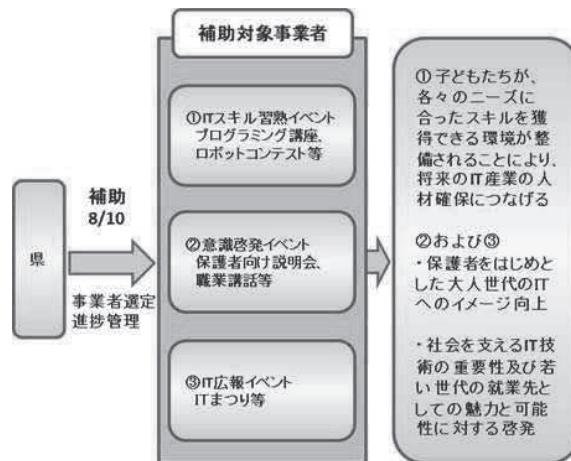 補助対象事業者
県
補助
8/10
事業者選定
進捗管理
①ITスキル習熟イベント
プログラミング講座、
ロボットコンテスト等
②意識啓発イベント
保護者向け説明会、
職業講話等
③IT広報イベント
ITまつり等
①子どもたちが、
各々のニーズに
合ったスキルを獲
得できる環境が整
備されることにより、
将来のIT産業の人
材確保につなげる
②および③
・保護者をはじめと
した大人世代のIT
へのイメージ向上
・社会を支えるIT技
術の重要性及び若
い世代の就業先と
しての魅力と可能
性に対する啓発